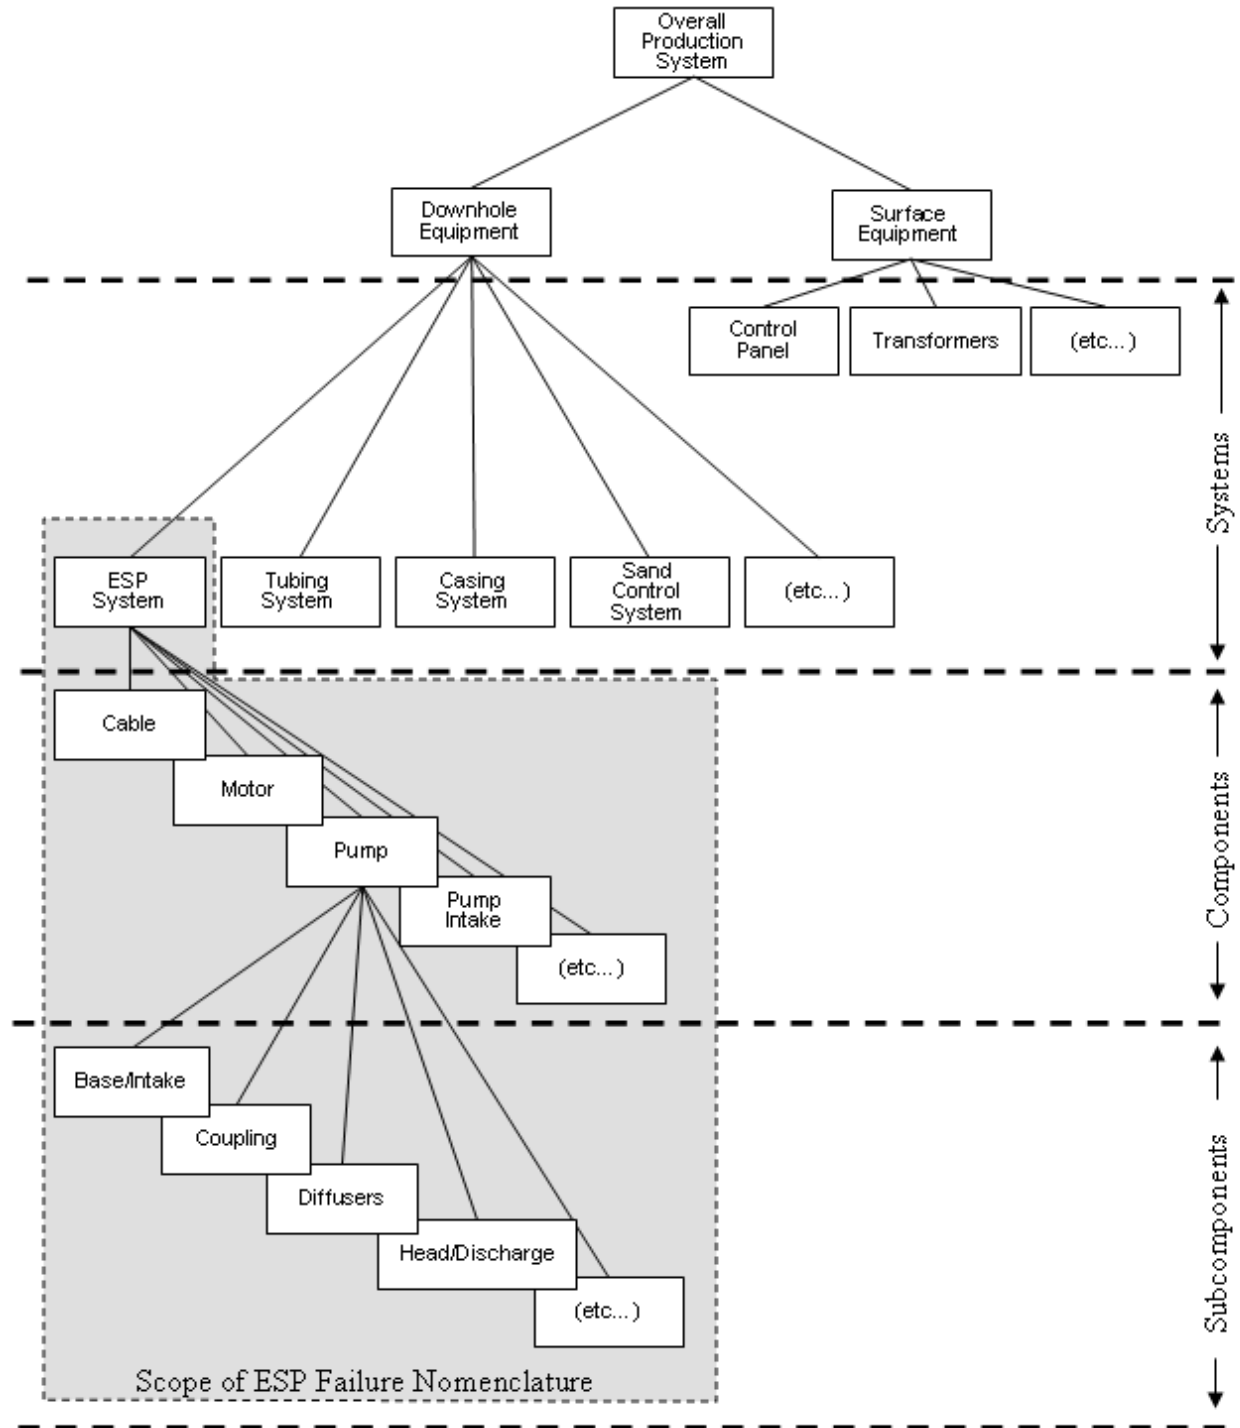 Overall
Production
System
Downhole
Equipment
Surface
Equipment
Control
Panel
Transformers
(etc...)
Systems
ESP
System
Tubing
System
Casing
System
Sand
Control
System
(etc...)
Cable
Motor
Pump
Pump
Intake
(etc...)
Components
Base/Intake
Coupling
Diffusers
Head/Discharge
(etc...)
Subcomponents
Scope of ESP Failure Nomenclature